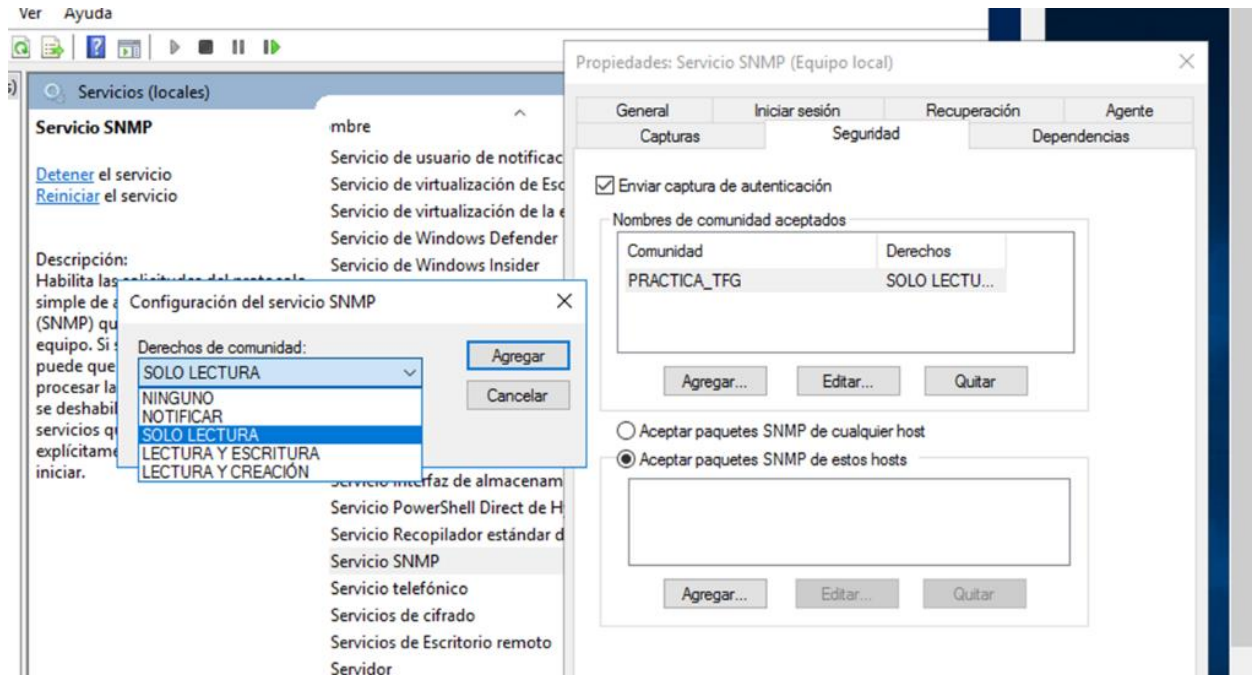 Ver Ayuda
Servicios (locales)
Servicio SNMP
Detener el servicio
Reiniciar el servicio
Descripción:
Habilita las
simple de
(SNMP) qu
equipo. Si
puede que
procesar la
se deshabil
servicios q
explícitame
iniciar.
mbre
Servicio de usuario de notificac
Servicio de virtualización de Esc
Servicio de virtualización de la e
Servicio de Windows Defender
Servicio de Windows Insider
Configuración del servicio SNMP
Derechos de comunidad:
SOLO LECTURA
NINGUNO
NOTIFICAR
SOLO LECTURA
LECTURA Y ESCRITURA
LECTURA Y CREACIÓN
Agregar
Cancelar
Servicio Interfaz de almacenam
Servicio PowerShell Direct de H
Servicio Recopilador estándar d
Servicio SNMP
Servicio telefónico
Servicios de cifrado
Servicios de Escritorio remoto
Servidor
Propiedades: Servicio SNMP (Equipo local)
General Iniciar sesión Recuperación Agente
Capturas Seguridad Dependencias
Enviar captura de autenticación
Nombres de comunidad aceptados
Comunidad Derechos
PRACTICA_TFG SOLO LECTU...
Agregar... Editar... Quitar
Aceptar paquetes SNMP de cualquier host
Aceptar paquetes SNMP de estos hosts
Agregar... Editar... Quitar